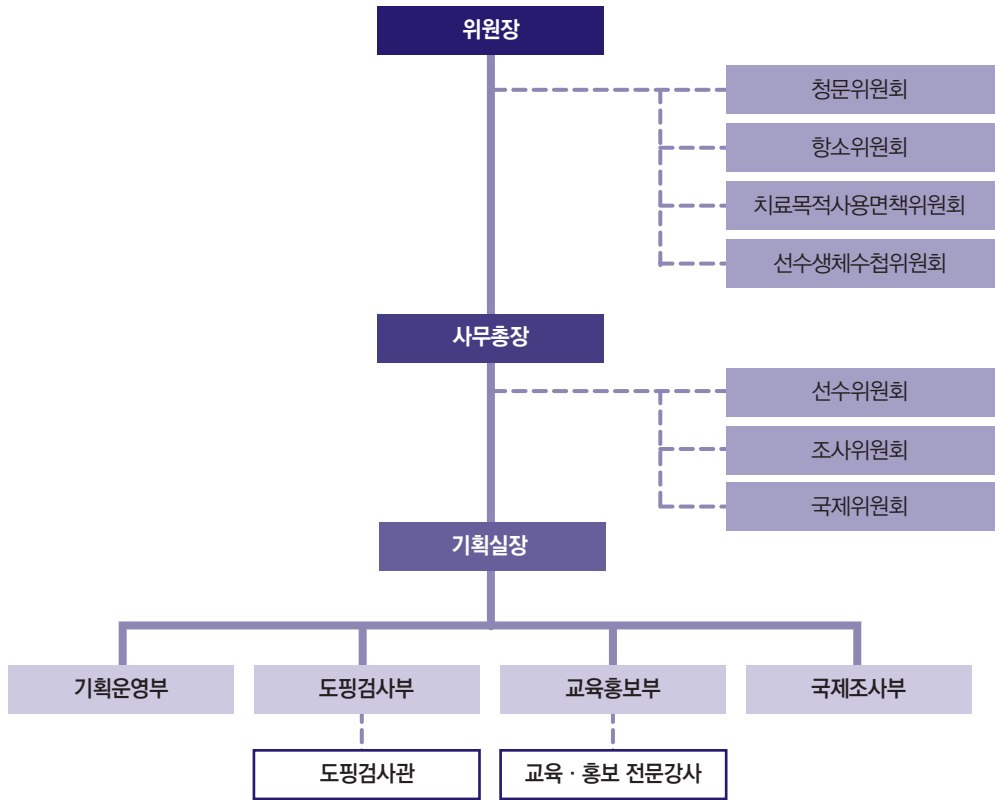 위원장
청문위원회
항소위원회
치료목적사용면책위원회
선수생체수첩위원회
사무총장
선수위원회
조사위원회
국제위원회
기획실장
기획운영부
도핑검사부
교육홍보부
국제조사부
도핑검사관
교육 · 홍보 전문강사